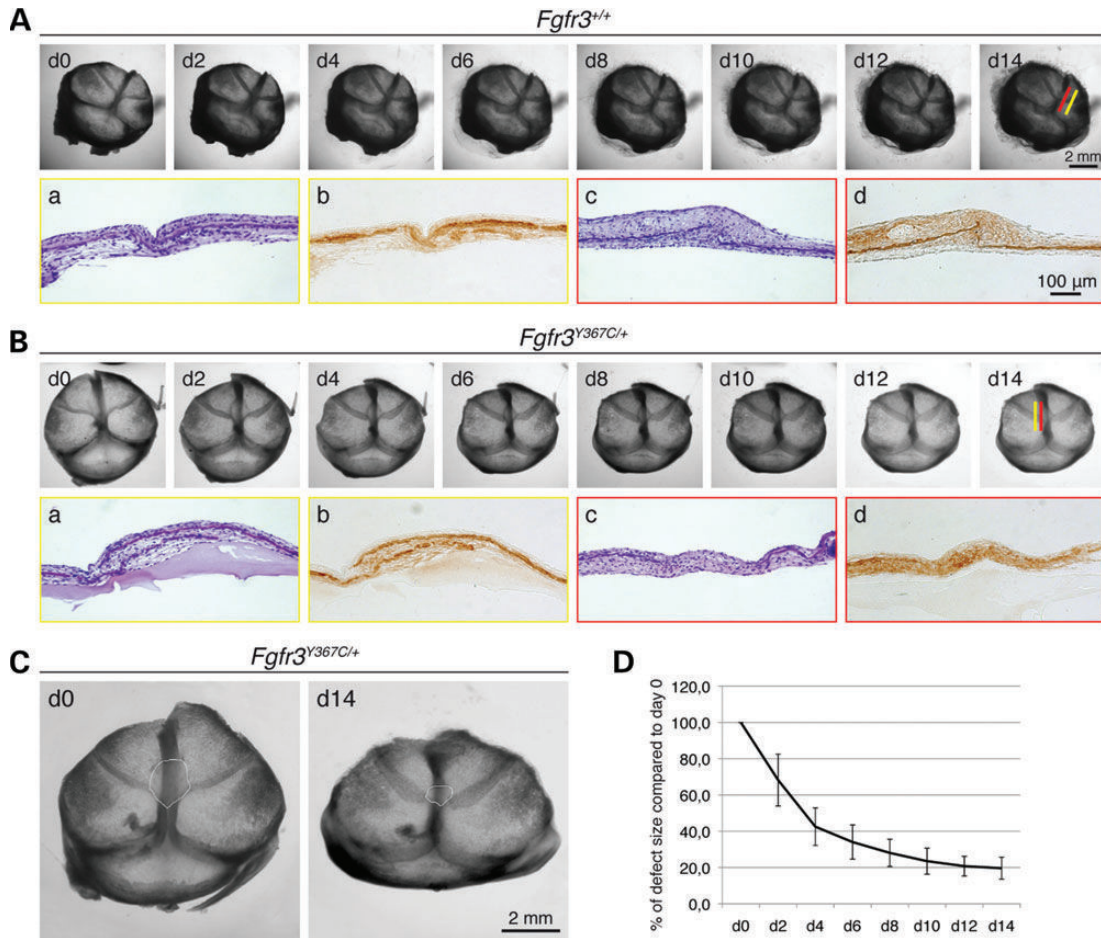 A
Fgfr3+/+
d0 d2 d4 d6 d8 d10 d12 d14
2 mm
a b c d
100 µm
B
Fgfr3Y367C/+
d0 d2 d4 d6 d8 d10 d12 d14
a b c d
C
Fgfr3Y367C/+
d0 d14
2 mm
D
% of defect size compared to day 0
120,0
100,0
80,0
60,0
40,0
20,0
0,0
d0 d2 d4 d6 d8 d10 d12 d14